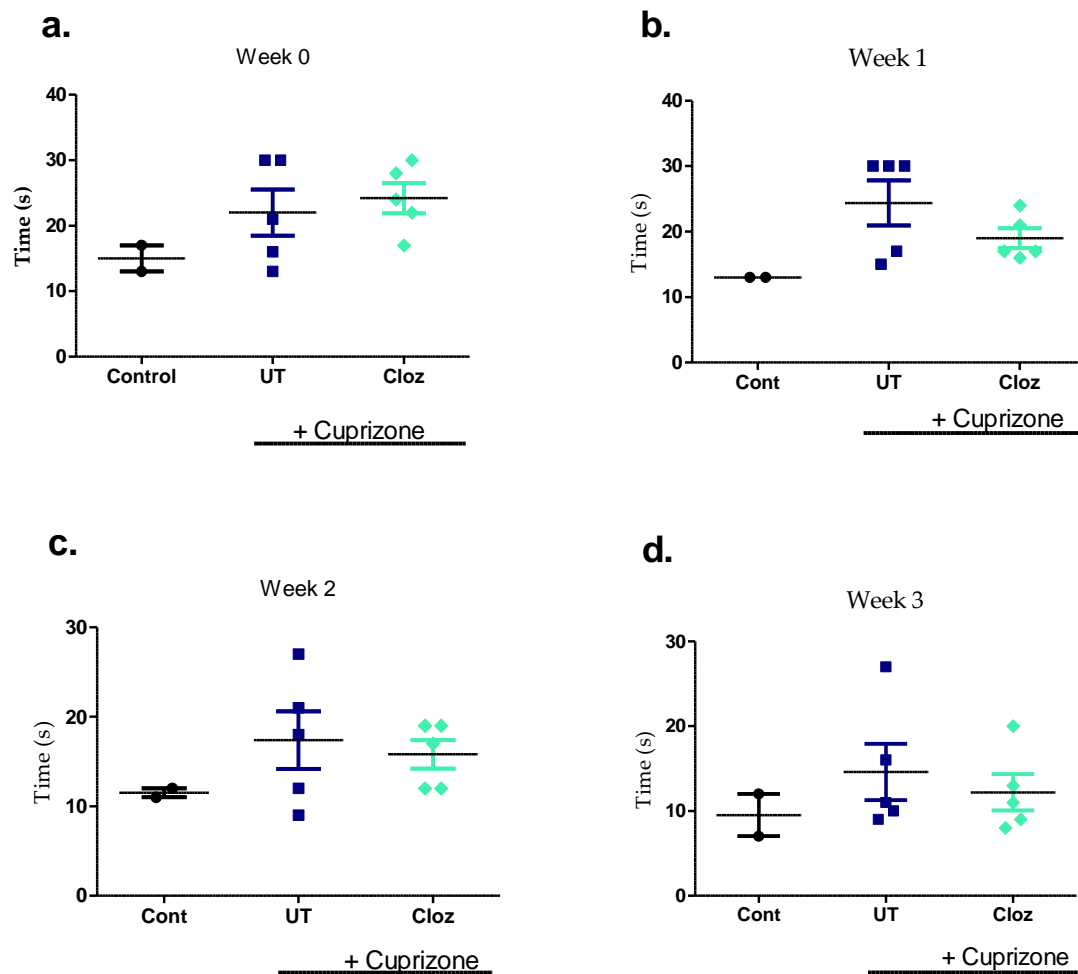 a.
Week 0
Time (s)
40
30
20
10
0
Control UT Cloz
+ Cuprizone
b.
Week 1
Time (s)
40
30
20
10
0
Cont UT Cloz
+ Cuprizone
c.
Week 2
Time (s)
30
20
10
0
Cont UT Cloz
+ Cuprizone
d.
Week 3
Time (s)
30
20
10
0
Cont UT Cloz
+ Cuprizone